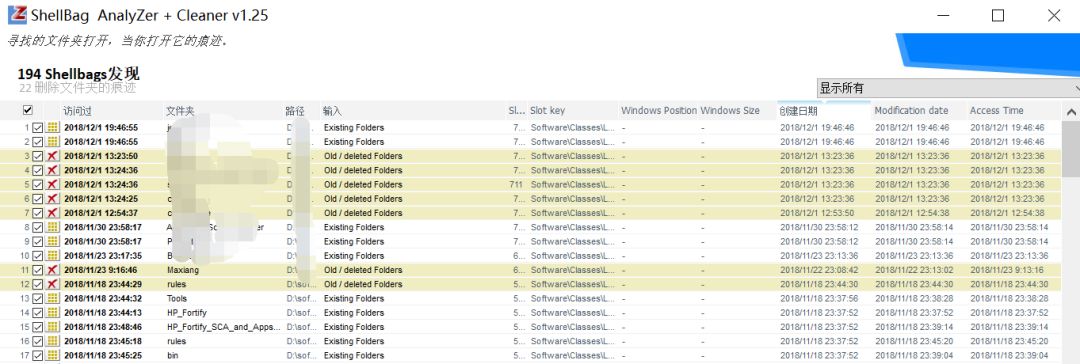 ShellBag AnalyZer + Cleaner v1.25
寻找的文件夹打开，当你打开它的痕迹。
194 Shellbags发现
22 删除文件夹的痕迹
显示所有
访问过 文件夹 路径 输入 Sl... Slot key Windows Position Windows Size 创建日期 Modification date Access Time
1 2018/12/1 19:46:55 D:\... Existing Folders 7... Software\Classes\L... - - 2018/12/1 19:46:46 2018/12/1 19:46:46 2018/12/1 19:46:46
2 2018/12/1 19:46:55 Existing Folders 7... Software\Classes\L... - - 2018/12/1 19:46:46 2018/12/1 19:46:46 2018/12/1 19:46:46
3 2018/12/1 13:23:50 Old / deleted Folders 7... Software\Classes\L... - - 2018/12/1 13:23:36 2018/12/1 13:23:36 2018/12/1 13:23:36
4 2018/12/1 13:24:36 Old / deleted Folders 7... Software\Classes\L... - - 2018/12/1 13:23:36 2018/12/1 13:23:36 2018/12/1 13:23:36
5 2018/12/1 13:24:36 Old / deleted Folders 711 Software\Classes\L... - - 2018/12/1 13:23:36 2018/12/1 13:23:36 2018/12/1 13:23:36
6 2018/12/1 13:24:25 Old / deleted Folders 7... Software\Classes\L... - - 2018/12/1 13:23:36 2018/12/1 13:23:36 2018/12/1 13:23:36
7 2018/12/1 12:54:37 Old / deleted Folders 7... Software\Classes\L... - - 2018/12/1 12:53:50 2018/12/1 12:54:38 2018/12/1 12:54:38
8 2018/11/30 23:58:17 Existing Folders 7... Software\Classes\L... - - 2018/11/30 23:58:12 2018/11/30 23:58:14 2018/11/30 23:58:14
9 2018/11/30 23:58:17 Existing Folders 6... Software\Classes\L... - - 2018/11/30 23:58:12 2018/11/30 23:58:14 2018/11/30 23:58:14
10 2018/11/23 23:17:35 Existing Folders 6... Software\Classes\L... - - 2018/11/23 23:13:36 2018/11/23 23:13:36 2018/11/23 23:13:36
11 2018/11/23 9:16:46 Maxiang Old / deleted Folders 6... Software\Classes\L... - - 2018/11/22 23:08:42 2018/11/22 23:13:02 2018/11/23 9:13:16
12 2018/11/18 23:44:29 rules D:\sof... Old / deleted Folders 5... Software\Classes\L... - - 2018/11/18 23:44:30 2018/11/18 23:44:30 2018/11/18 23:44:30
13 2018/11/18 23:44:32 Tools D:\sof... Existing Folders 5... Software\Classes\L... - - 2018/11/18 23:37:56 2018/11/18 23:38:28 2018/11/18 23:38:28
14 2018/11/18 23:44:13 HP_Fortify D:\sof... Existing Folders 5... Software\Classes\L... - - 2018/11/18 23:37:52 2018/11/18 23:37:52 2018/11/18 23:37:52
15 2018/11/18 23:48:46 HP_Fortify_SCA_and_Apps... D:\sof... Existing Folders 5... Software\Classes\L... - - 2018/11/18 23:37:52 2018/11/18 23:39:14 2018/11/18 23:39:14
16 2018/11/18 23:45:18 rules D:\sof... Existing Folders 5... Software\Classes\L... - - 2018/11/18 23:37:52 2018/11/18 23:39:14 2018/11/18 23:39:14
17 2018/11/18 23:45:25 bin D:\sof... Existing Folders 5... Software\Classes\L... - - 2018/11/18 23:37:52 2018/11/18 23:39:04 2018/11/18 23:39:04